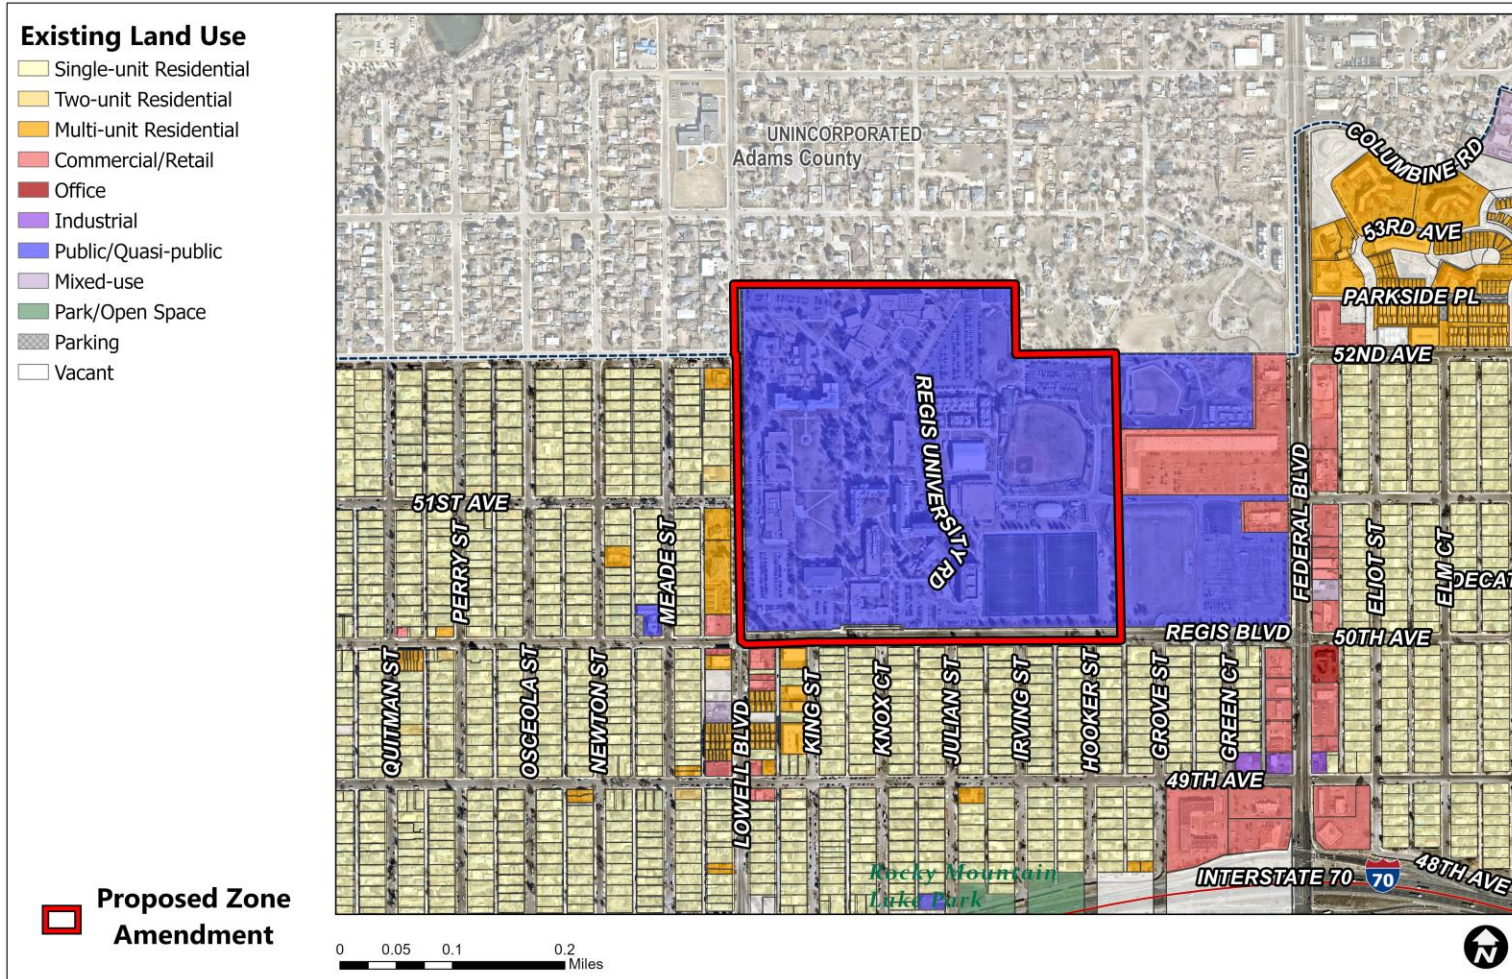 Existing Land Use
Single-unit Residential
Two-unit Residential
Multi-unit Residential
Commercial/Retail
Office
Industrial
Public/Quasi-public
Mixed-use
Park/Open Space
Parking
Vacant
Proposed Zone
Amendment
UNINCORPORATED
Adams County
COLUMBINE RD
53RD AVE
PARKSIDE PL
52ND AVE
REGIS UNIVERSITY RD
51ST AVE
PERRY ST
MEADE ST
FEDERAL BLVD
ELIOT ST
ELM CT
DECAT
REGIS BLVD
50TH AVE
QUITMAN ST
OSCEOLA ST
NEWTON ST
LOWELL BLVD
KING ST
KNOX CT
JULIAN ST
IRVING ST
HOOKER ST
GROVE ST
GREEN CT
49TH AVE
Rocky Mountain
Lake Park
INTERSTATE 70
70
48TH AVE
0 0.05 0.1 0.2
Miles
N